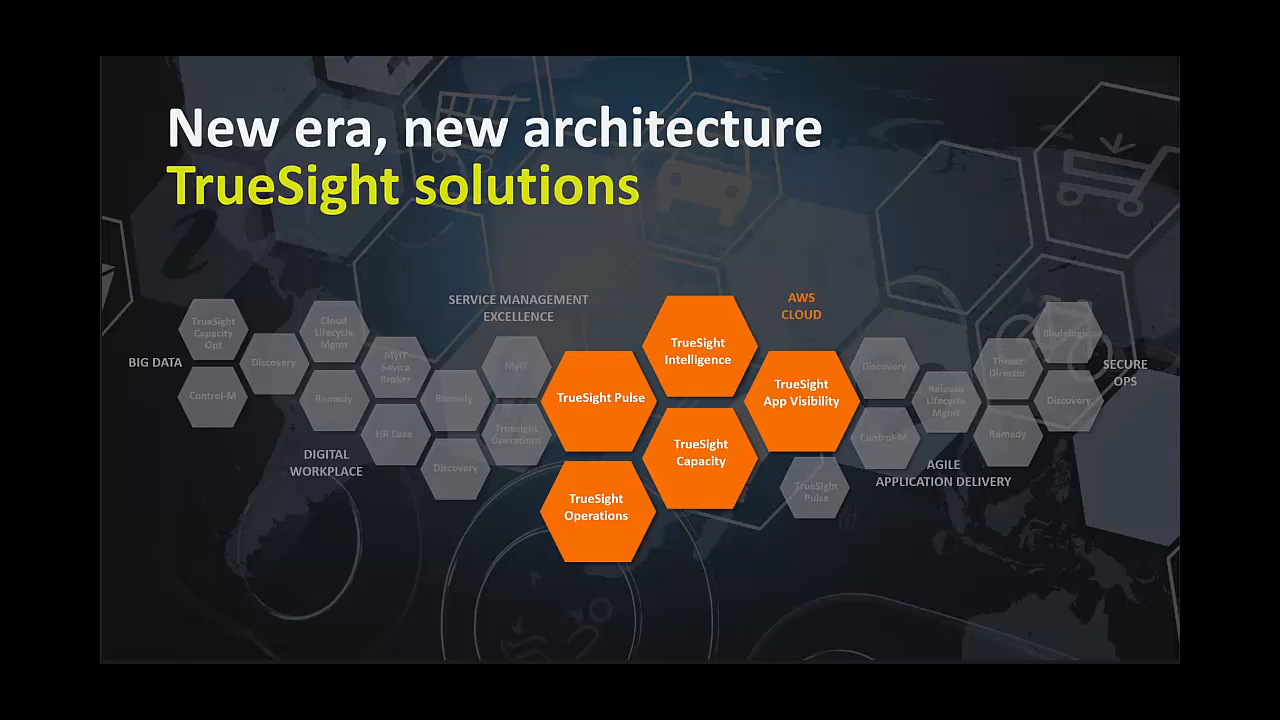 New era, new architecture
TrueSight solutions
SERVICE MANAGEMENT
EXCELLENCE
AWS
CLOUD
BIG DATA
TrueSight
Capacity
Opt
Control-M
Discovery
Cloud
Lifecycle
Mgmt
Remedy
DIGITAL
WORKPLACE
MyIT
Sevice
Broker
HR Case
Remedy
Discovery
MyIT
Truesight
Operations
TrueSight Pulse
TrueSight
Operations
TrueSight
Intelligence
TrueSight
Capacity
TrueSight
App Visibility
TrueSight
Pulse
Discovery
Control-M
Release
Lifecycle
Mgmt
AGILE
APPLICATION DELIVERY
Threat
Director
Remedy
Bladelogic
Discovery
SECURE
OPS